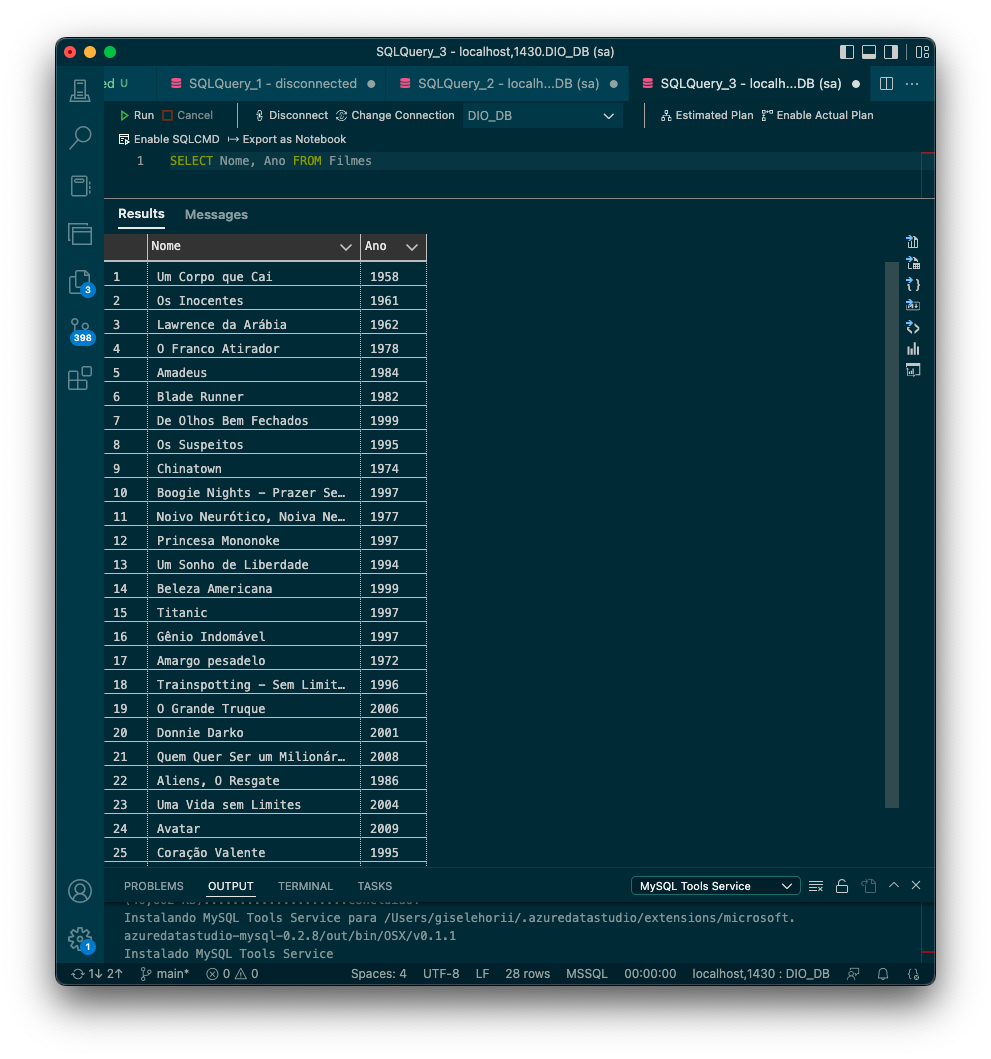 SQLQuery_3 - localhost,1430.DIO_DB (sa)
ed U SQLQuery_1 - disconnected SQLQuery_2 - localh...DB (sa) SQLQuery_3 - localh...DB (sa) ···
Run Cancel Disconnect Change Connection DIO_DB Estimated Plan Enable Actual Plan
Enable SQLCMD Export as Notebook
1 SELECT Nome, Ano FROM Filmes
Results Messages
Nome Ano
1 Um Corpo que Cai 1958
2 Os Inocentes 1961
3 Lawrence da Arábia 1962
4 O Franco Atirador 1978
5 Amadeus 1984
6 Blade Runner 1982
7 De Olhos Bem Fechados 1999
8 Os Suspeitos 1995
9 Chinatown 1974
10 Boogie Nights – Prazer Se… 1997
11 Noivo Neurótico, Noiva Ne… 1977
12 Princesa Mononoke 1997
13 Um Sonho de Liberdade 1994
14 Beleza Americana 1999
15 Titanic 1997
16 Gênio Indomável 1997
17 Amargo pesadelo 1972
18 Trainspotting – Sem Limit… 1996
19 O Grande Truque 2006
20 Donnie Darko 2001
21 Quem Quer Ser um Milionár… 2008
22 Aliens, O Resgate 1986
23 Uma Vida sem Limites 2004
24 Avatar 2009
25 Coração Valente 1995
3
398
1
PROBLEMS OUTPUT TERMINAL TASKS MySQL Tools Service
Instalando MySQL Tools Service para /Users/giselehorii/.azuredatastudio/extensions/microsoft.
azuredatastudio-mysql-0.2.8/out/bin/OSX/v0.1.1
Instalado MySQL Tools Service
1↓ 2↑ main* 0 0 Spaces: 4 UTF-8 LF 28 rows MSSQL 00:00:00 localhost,1430 : DIO_DB